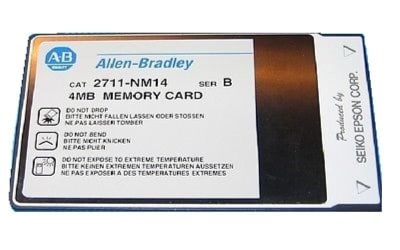 A-B
Allen-Bradley
CAT 2711-NM14 SER B
4MB MEMORY CARD
DO NOT DROP
BITTE NICHT FALLEN LASSEN ODER STOSSEN
NE PAS LAISSER TOMBER
DO NOT BEND
BITTE NICHT KNICKEN
NE PAS PLIER
DO NOT EXPOSE TO EXTREME TEMPERATURE
BITTE KEINEN EXTREMEN TEMPERATUREN AUSSETZEN
NE PAS EXPOSER A DES TEMPERATURES EXTREMES
Produced by
SEIKO EPSON CORP.